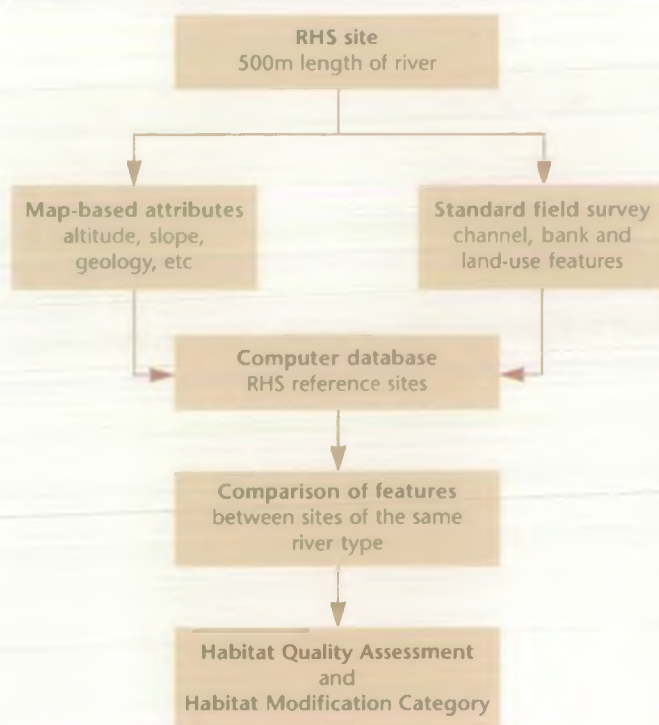 RHS site
500m length of river
Map-based attributes
altitude, slope,
geology, etc
Standard field survey
channel, bank and
land-use features
Computer database
RHS reference sites
Comparison of features
between sites of the same
river type
Habitat Quality Assessment
and
Habitat Modification Category